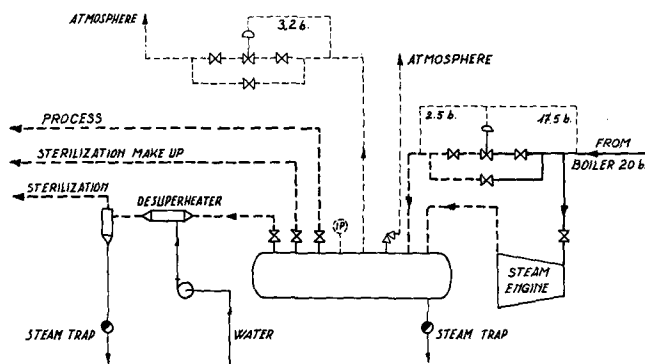 ATMOSPHERE
3,2 b.
ATMOSPHERE
2.5 b.
17.5 b.
FROM
BOILER 20 b.
PROCESS
STERILIZATION MAKE UP
STERILIZATION
DESUPERHEATER
IP
STEAM
ENGINE
STEAM TRAP
WATER
STEAM TRAP